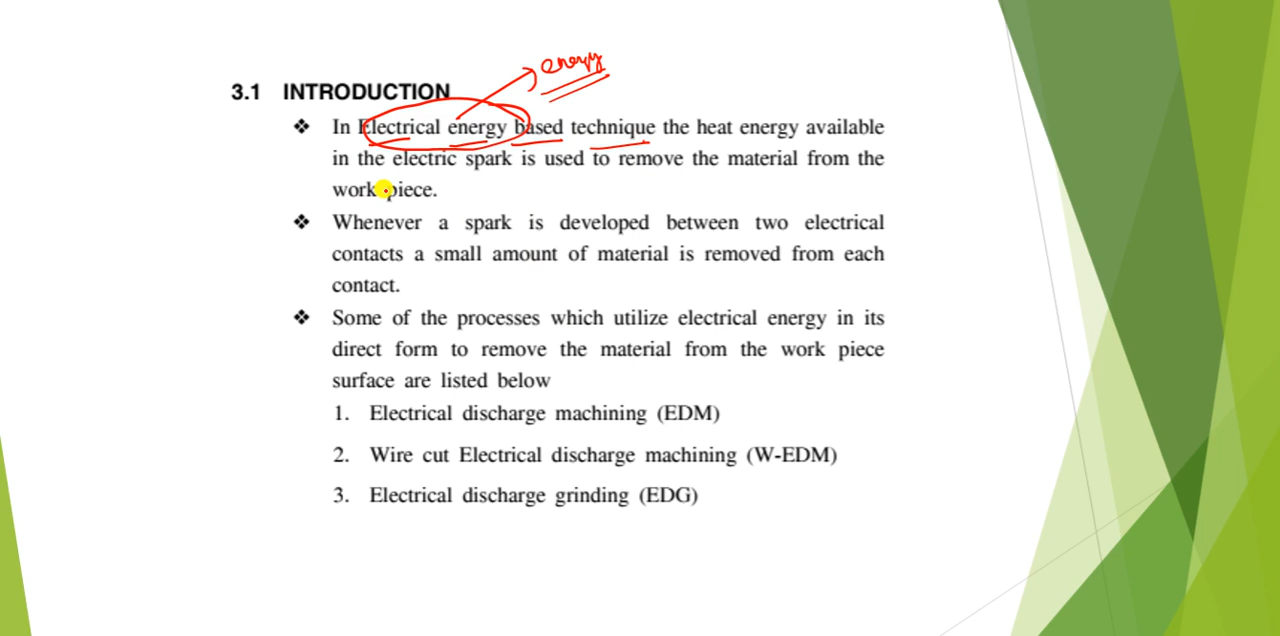 energy
3.1 INTRODUCTION
❖ In Electrical energy based technique the heat energy available
in the electric spark is used to remove the material from the
work piece.
❖ Whenever a spark is developed between two electrical
contacts a small amount of material is removed from each
contact.
❖ Some of the processes which utilize electrical energy in its
direct form to remove the material from the work piece
surface are listed below
1. Electrical discharge machining (EDM)
2. Wire cut Electrical discharge machining (W-EDM)
3. Electrical discharge grinding (EDG)